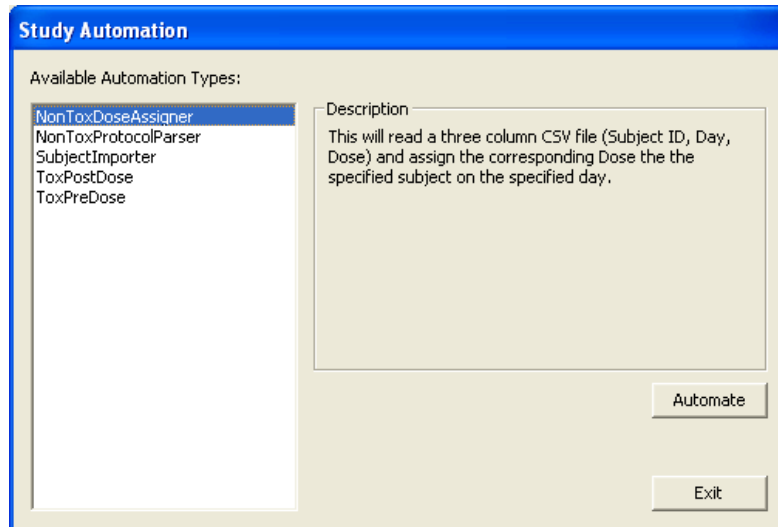 Study Automation
Available Automation Types:
NonToxDoseAssigner
NonToxProtocolParser
SubjectImporter
ToxPostDose
ToxPreDose
Description
This will read a three column CSV file (Subject ID, Day,
Dose) and assign the corresponding Dose the the
specified subject on the specified day.
Automate
Exit